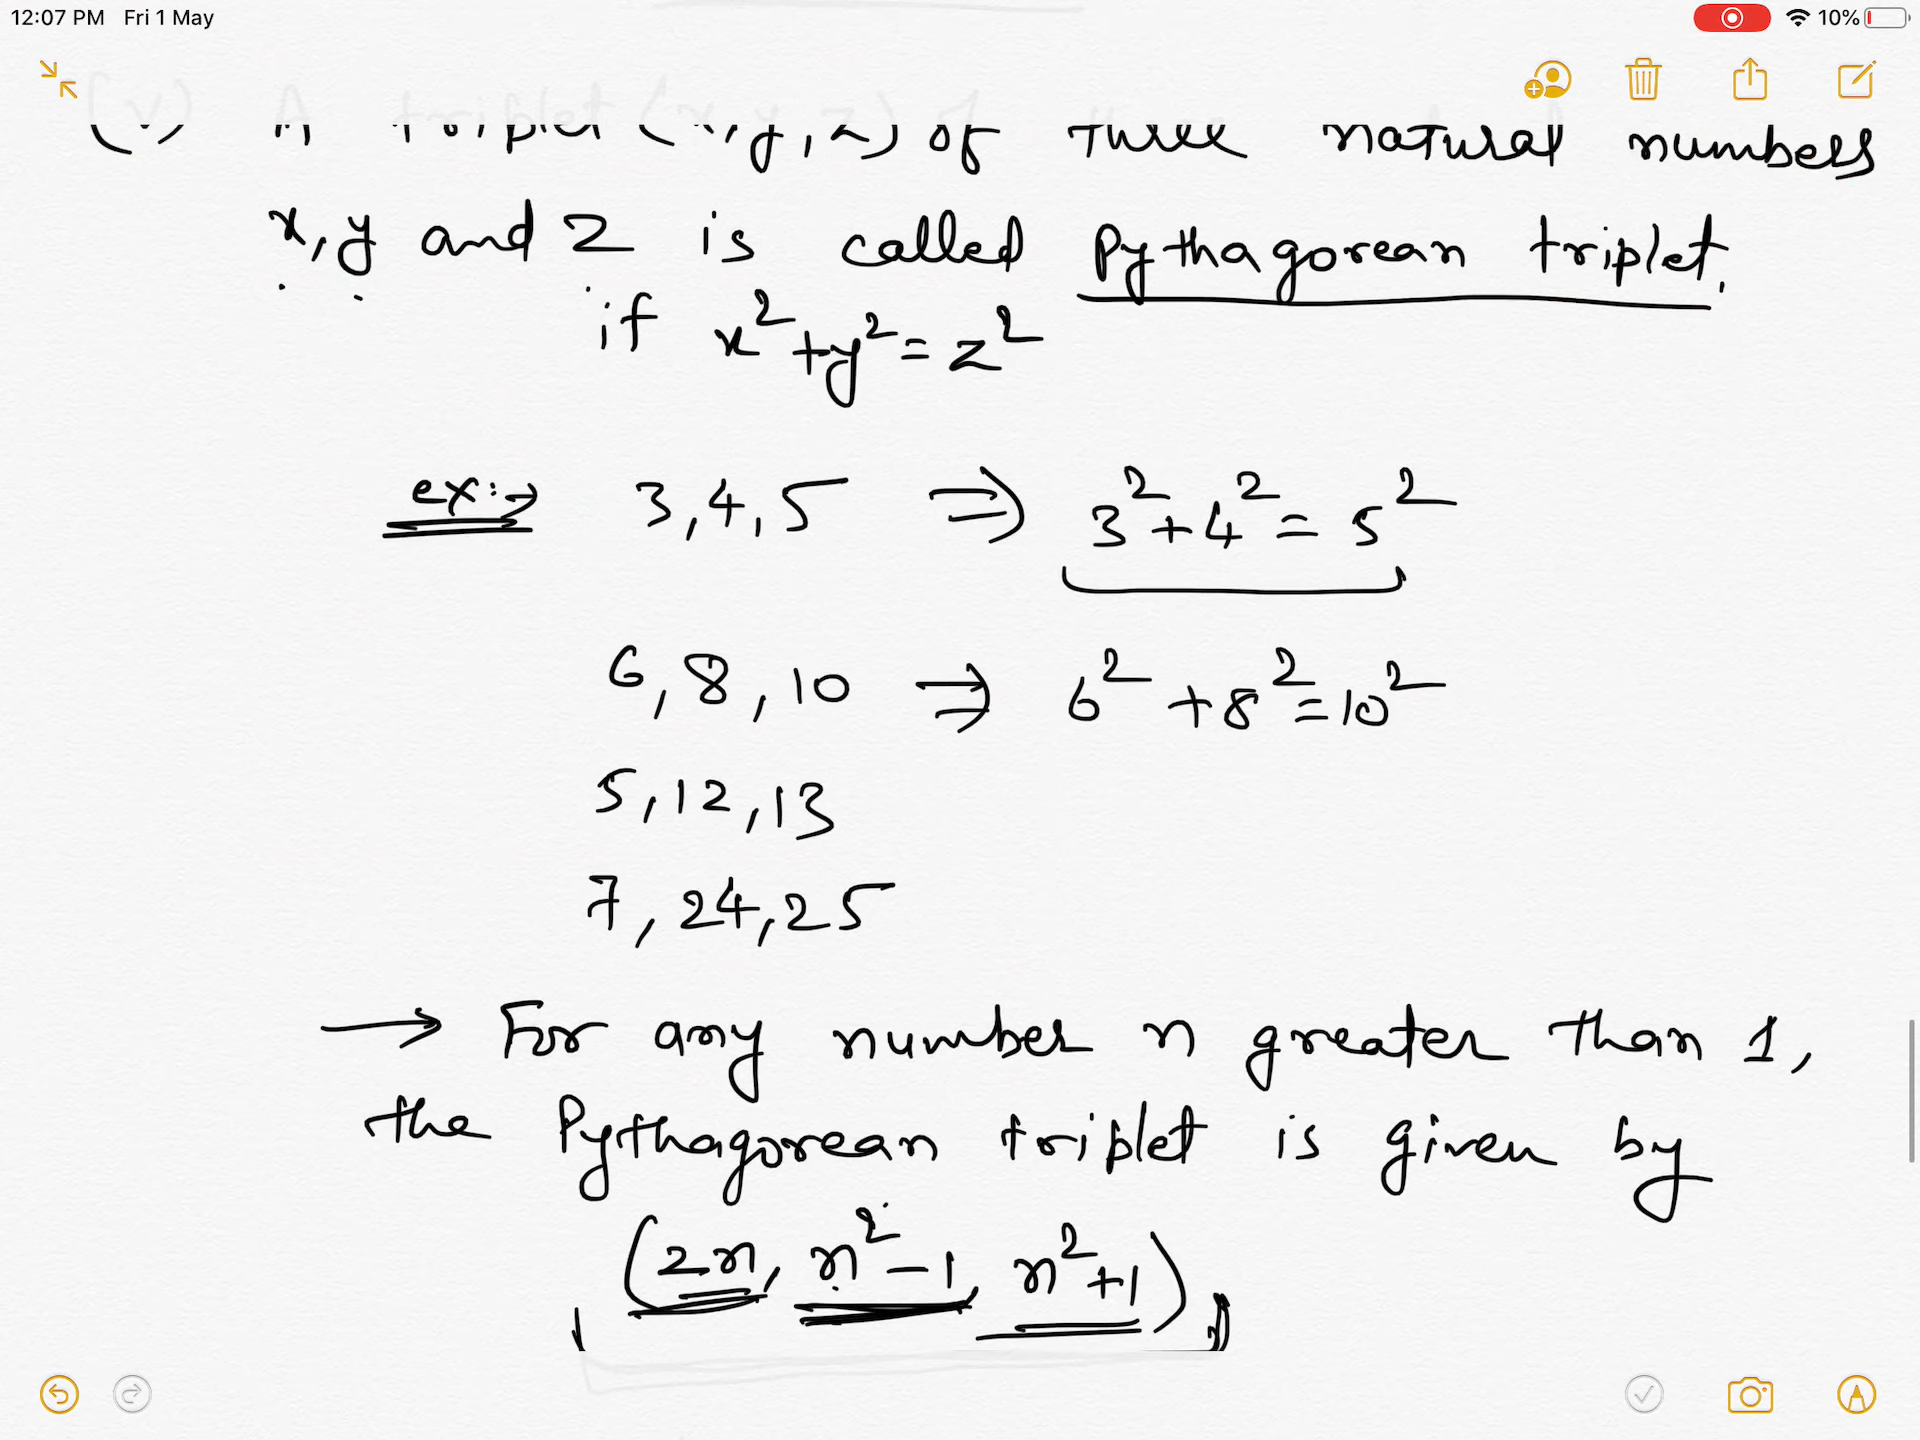 12:07 PM Fri 1 May 10%
(v) A triplet (x, y, z) of three natural numbers
x, y and z is called Pythagorean triplet.
if x²+y²=z²
ex:→ 3,4,5 ⇒ 3²+4²=5²
6,8,10 ⇒ 6²+8²=10²
5,12,13
7,24,25
→ For any number n greater than 1,
the Pythagorean triplet is given by
(2n, n²-1, n²+1)